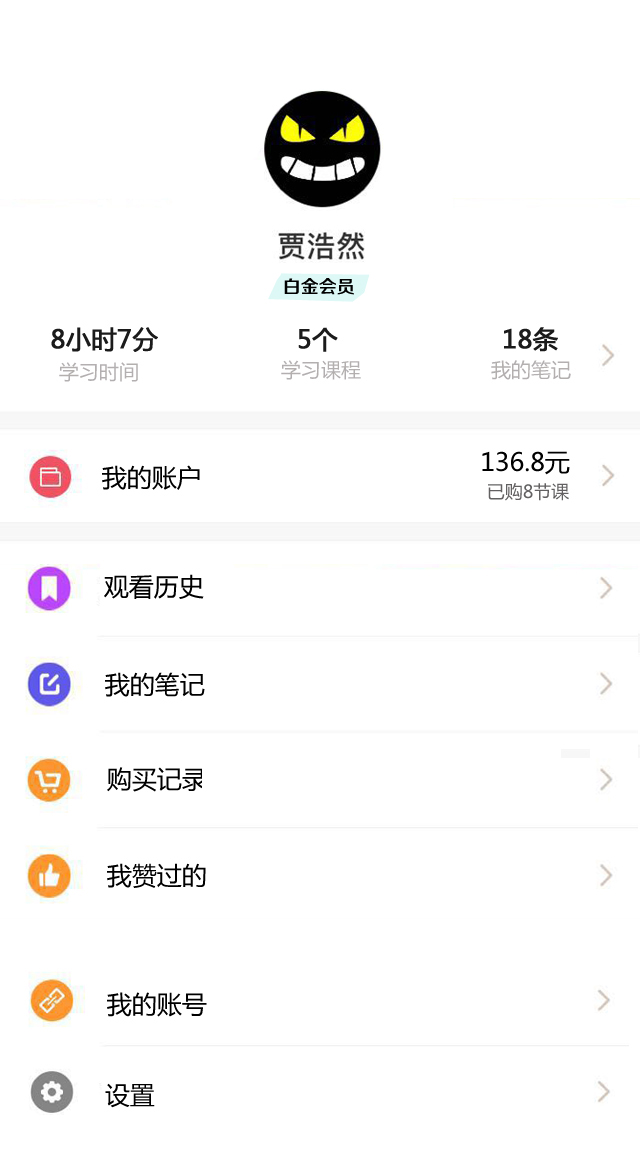 贾浩然
白金会员
8小时7分 5个 18条
学习时间 学习课程 我的笔记
我的账户
136.8元
已购8节课
观看历史
我的笔记
购买记录
我赞过的
我的账号
设置